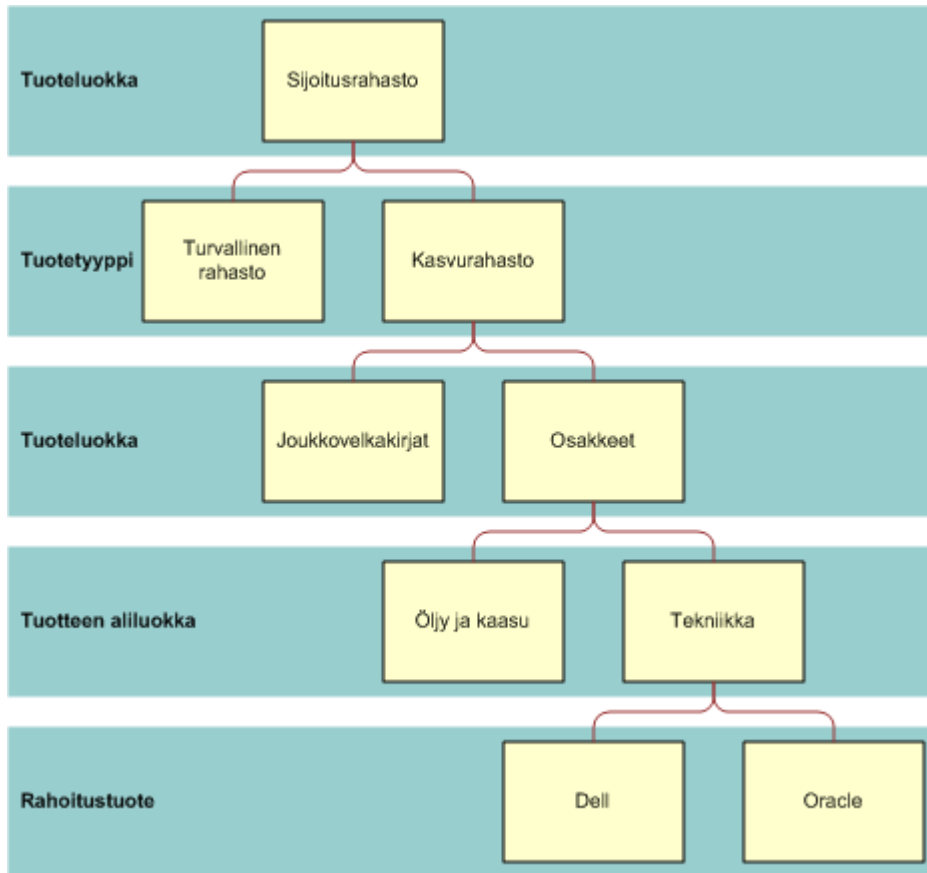 Tuoteluokka
Sijoitusrahasto
Tuotetyyppi
Turvallinen
rahasto
Kasvurahasto
Tuoteluokka
Joukkovelkakirjat
Osakkeet
Tuotteen aliluokka
Öljy ja kaasu
Tekniikka
Rahoitustuote
Dell
Oracle